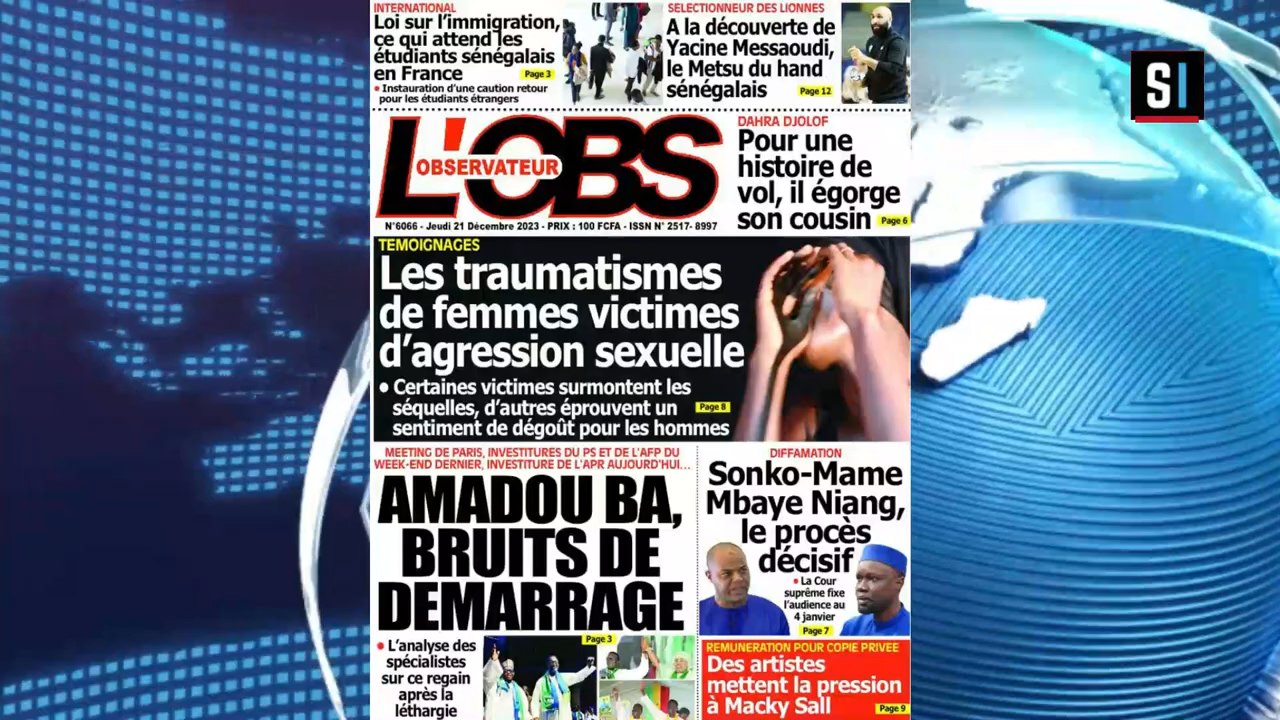 INTERNATIONAL
Loi sur l'immigration,
ce qui attend les
étudiants sénégalais
en France
Page 3
• Instauration d'une caution retour
pour les étudiants étrangers
SELECTIONNEUR DES LIONNES
A la découverte de
Yacine Messaoudi,
le Metsu du hand
sénégalais
Page 12
SI
L'OBS
OBSERVATEUR
N°6066 - Jeudi 21 Décembre 2023 - PRIX : 100 FCFA - ISSN N° 2517- 8997
DAHRA DJOLOF
Pour une
histoire de
vol, il égorge
son cousin
Page 6
TEMOIGNAGES
Les traumatismes
de femmes victimes
d'agression sexuelle
• Certaines victimes surmontent les
séquelles, d'autres éprouvent un
sentiment de dégoût pour les hommes
Page 8
MEETING DE PARIS, INVESTITURES DU PS ET DE L'AFP DU
WEEK-END DERNIER, INVESTITURE DE L'APR AUJOURD'HUI...
AMADOU BA,
BRUITS DE
DEMARRAGE
Page 3
• L'analyse des
spécialistes
sur ce regain
après la
léthargie
DIFFAMATION
Sonko-Mame
Mbaye Niang,
le procès
décisif
• La Cour
suprême fixe
l'audience au
4 janvier
Page 7
REMUNERATION POUR COPIE PRIVEE
Des artistes
mettent la pression
à Macky Sall
Page 9